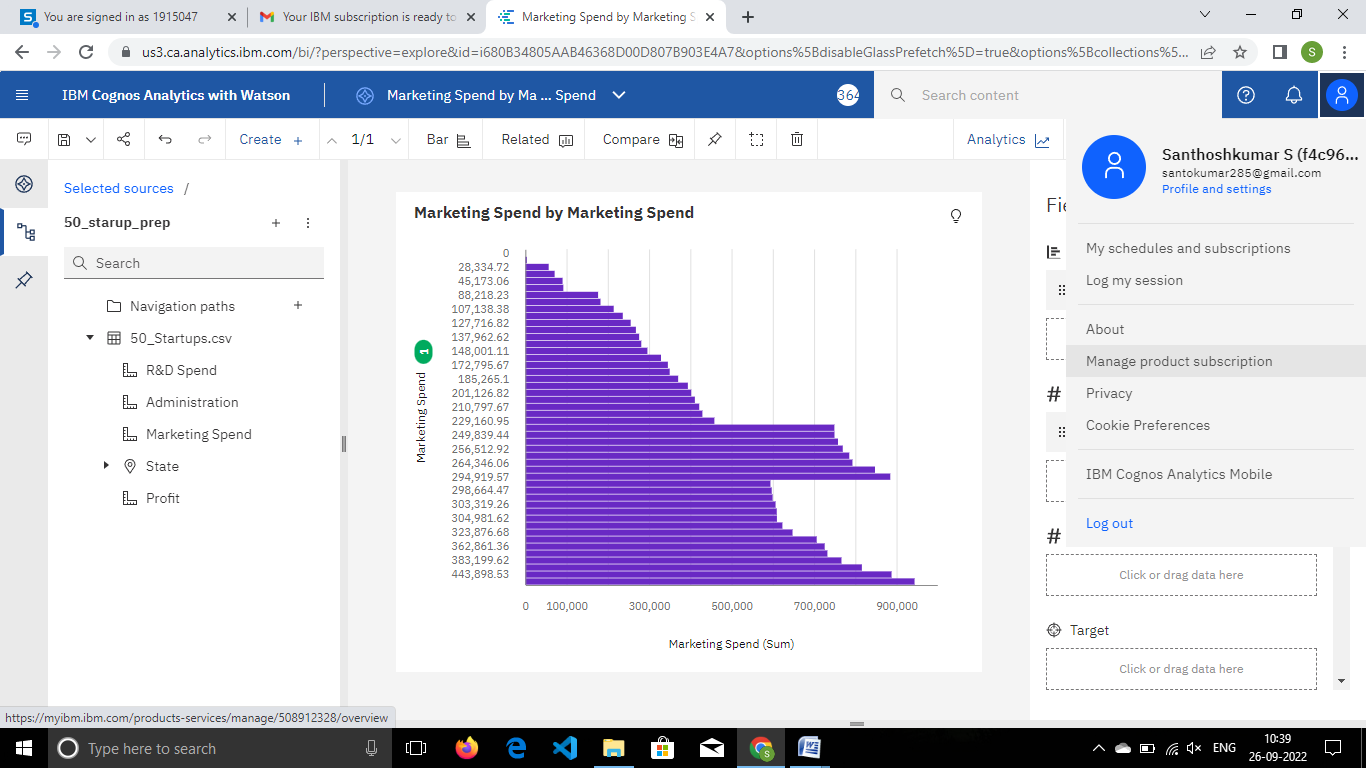 You are signed in as 1915047
Your IBM subscription is ready to
Marketing Spend by Marketing S
us3.ca.analytics.ibm.com/bi/?perspective=explore&id=i680B34805AAB46368D00D807B903E4A7&options%5BdisableGlassPrefetch%5D=true&options%5Bcollections%5...
S
IBM Cognos Analytics with Watson
Marketing Spend by Ma ... Spend
364
Search content
Create +
1/1
Bar
Related
Compare
Analytics
Santhoshkumar S (f4c96...
santokumar285@gmail.com
Profile and settings
My schedules and subscriptions
Log my session
About
Manage product subscription
Privacy
Cookie Preferences
IBM Cognos Analytics Mobile
Log out
Selected sources /
50_starup_prep
Search
Navigation paths
50_Startups.csv
R&D Spend
Administration
Marketing Spend
State
Profit
Marketing Spend by Marketing Spend
0
28,334.72
45,173.06
88,218.23
107,138.38
127,716.82
137,962.62
148,001.11
172,795.67
185,265.1
201,126.82
210,797.67
229,160.95
249,839.44
256,512.92
264,346.06
294,919.57
298,664.47
303,319.26
304,981.62
323,876.68
362,861.36
383,199.62
443,898.53
Marketing Spend
1
0 100,000 300,000 500,000 700,000 900,000
Marketing Spend (Sum)
Fie
#
#
Click or drag data here
Target
Click or drag data here
https://myibm.ibm.com/products-services/manage/508912328/overview
Type here to search
ENG
10:39
26-09-2022